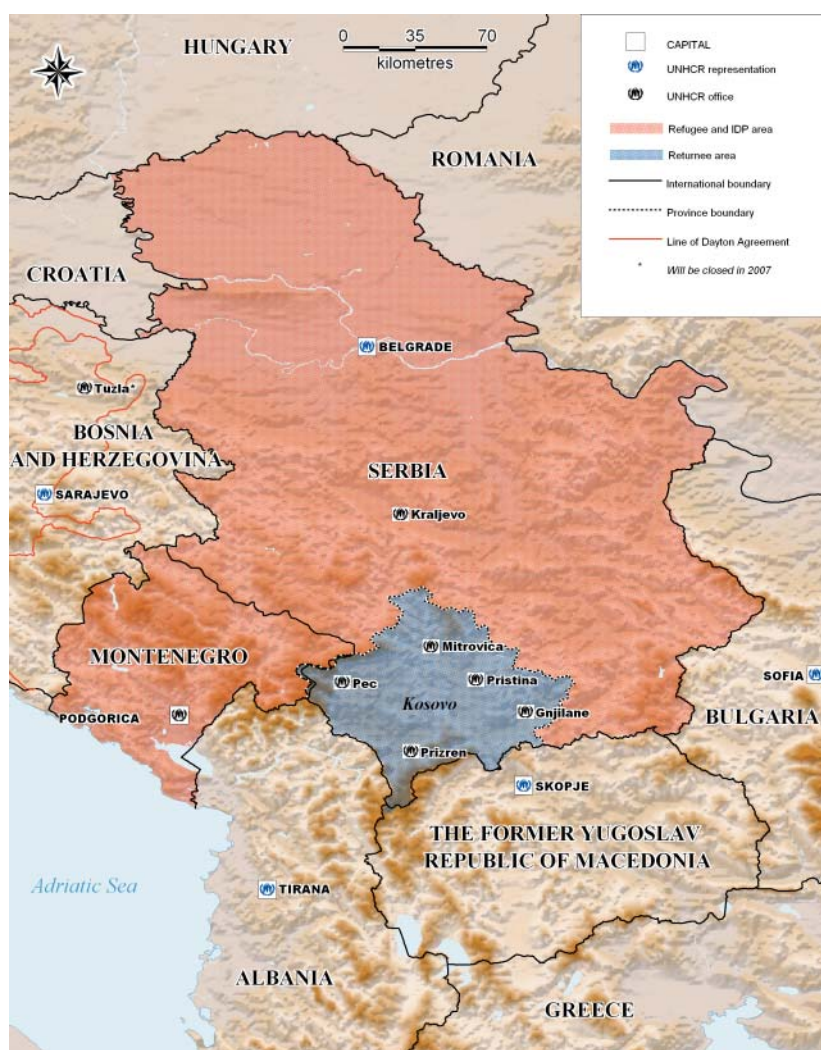 HUNGARY
0 35 70
kilometres
ROMANIA
CROATIA
BELGRADE
Tuzla*
BOSNIA
AND HERZEGOVINA
SARAJEVO
SERBIA
Kraljevo
MONTENEGRO
Mitrovica
Pec
Pristina
Kosovo
Gnjilane
PODGORICA
Prizren
SOFIA
BULGARIA
SKOPJE
THE FORMER YUGOSLAV
REPUBLIC OF MACEDONIA
Adriatic Sea
TIRANA
ALBANIA
GREECE
CAPITAL
UNHCR representation
UNHCR office
Refugee and IDP area
Returnee area
International boundary
Province boundary
Line of Dayton Agreement
* Will be closed in 2007